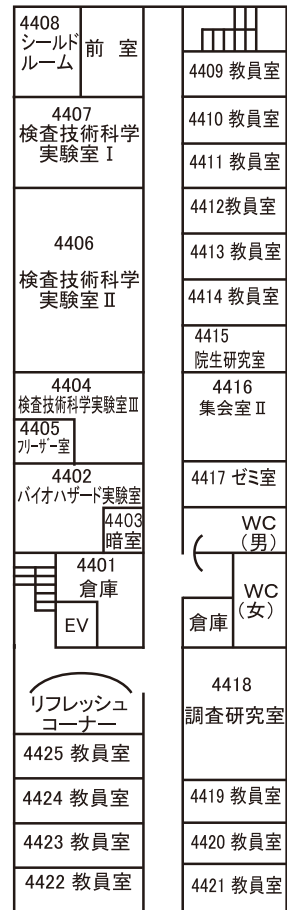 4408
シールド
ルーム
前 室
4407
検査技術科学
実験室Ⅰ
4406
検査技術科学
実験室Ⅱ
4404
検査技術科学実験室Ⅲ
4405
フリーザー室
4402
バイオハザード実験室
4403
暗室
4401
倉庫
EV
リフレッシュ
コーナー
4425 教員室
4424 教員室
4423 教員室
4422 教員室
4409 教員室
4410 教員室
4411 教員室
4412教員室
4413 教員室
4414 教員室
4415
院生研究室
4416
集会室Ⅱ
4417 ゼミ室
WC
(男)
WC
(女)
倉庫
4418
調査研究室
4419 教員室
4420 教員室
4421 教員室